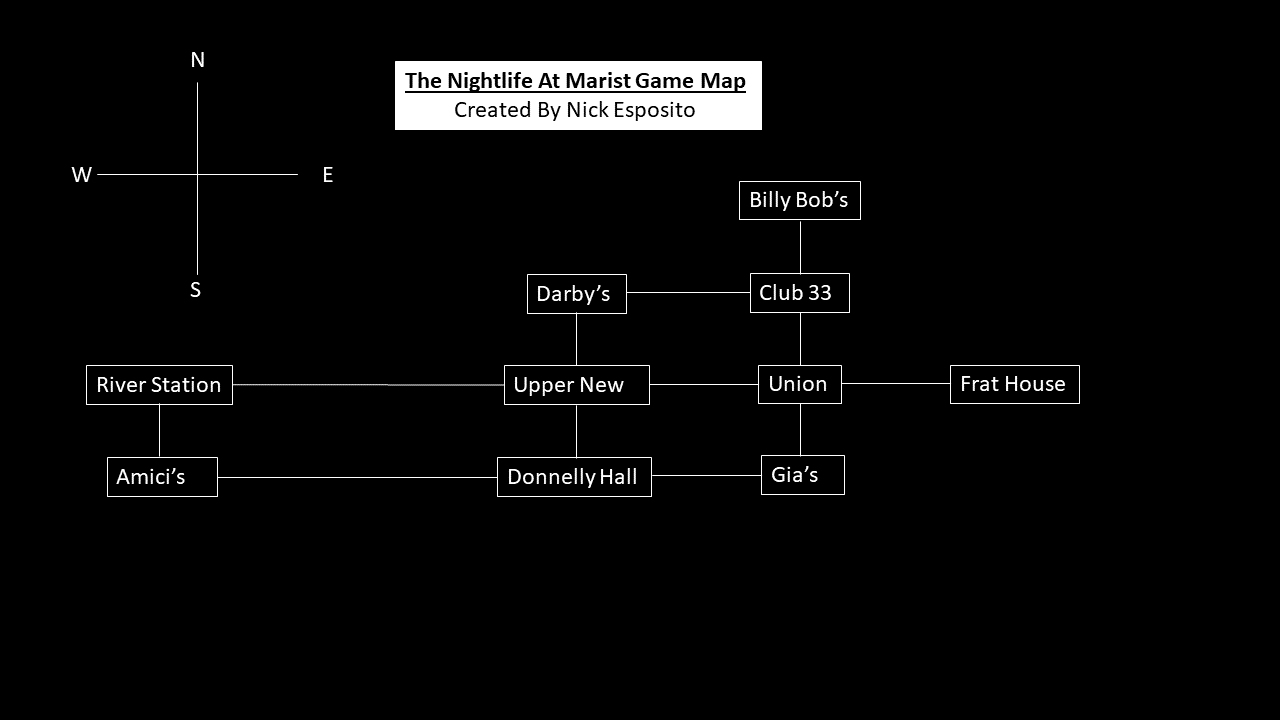 N
The Nightlife At Marist Game Map
Created By Nick Esposito
W
E
Billy Bob’s
S
Darby’s
Club 33
River Station
Upper New
Union
Frat House
Amici’s
Donnelly Hall
Gia’s